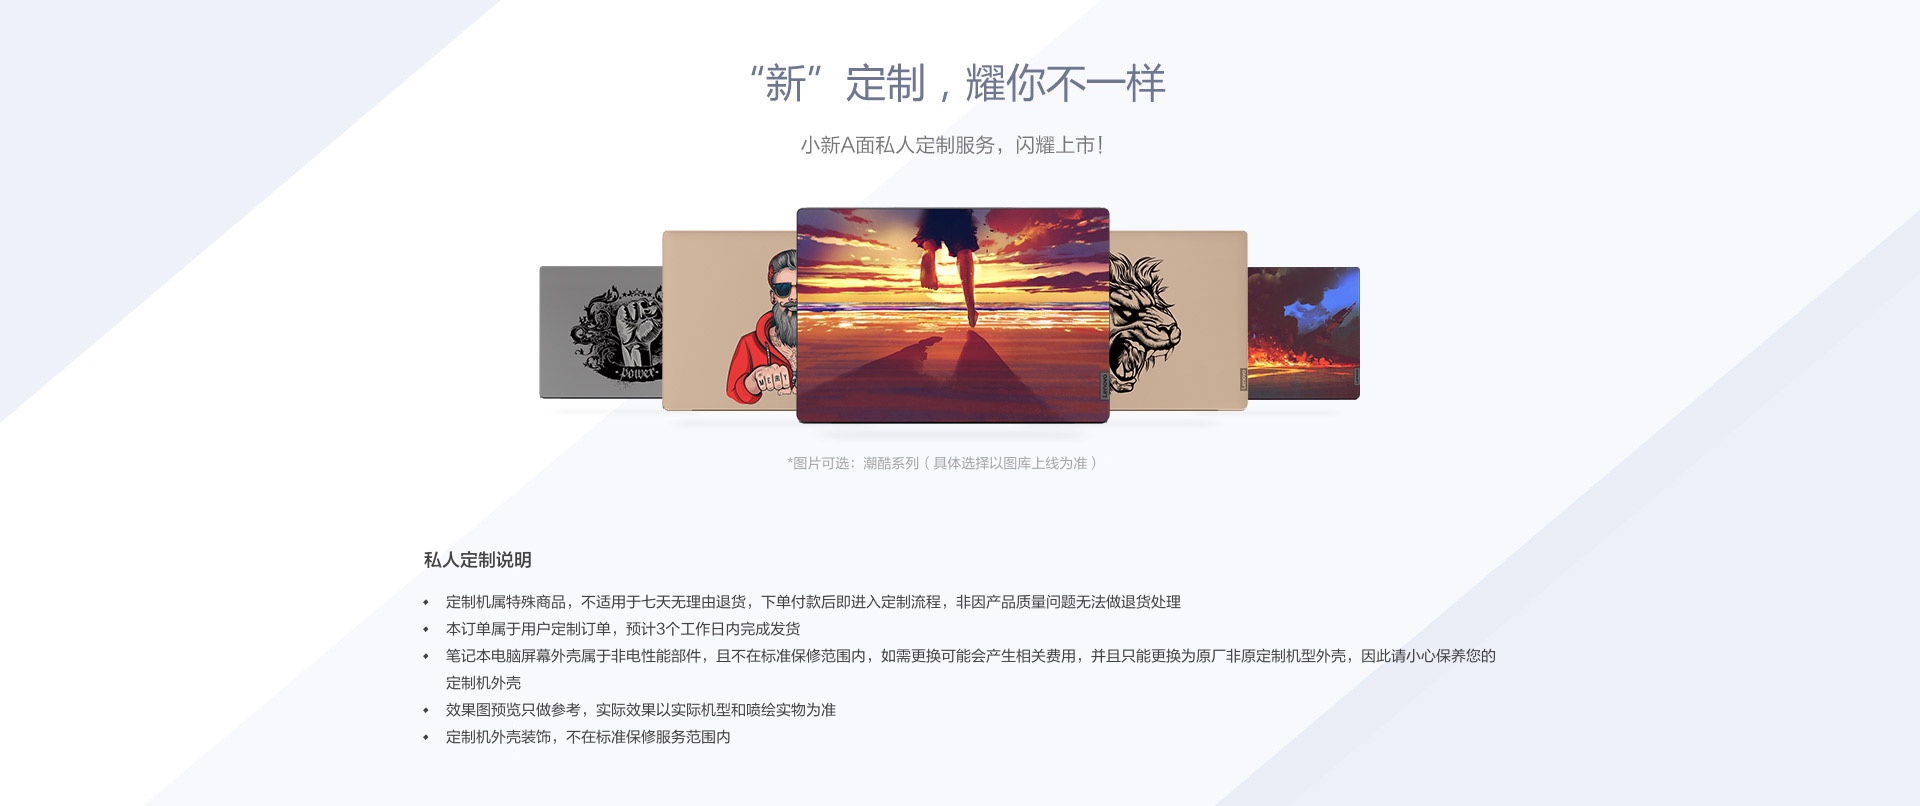 “新”定制，耀你不一样
小新A面私人定制服务，闪耀上市！
power
Lenovo
Lenovo
*图片可选：潮酷系列（具体选择以图库上线为准）
私人定制说明
定制机属特殊商品，不适用于七天无理由退货，下单付款后即进入定制流程，非因产品质量问题无法做退货处理
本订单属于用户定制订单，预计3个工作日内完成发货
笔记本电脑屏幕外壳属于非电性能部件，且不在标准保修范围内，如需更换可能会产生相关费用，并且只能更换为原厂非原定制机型外壳，因此请小心保养您的
定制机外壳
效果图预览只做参考，实际效果以实际机型和喷绘实物为准
定制机外壳装饰，不在标准保修服务范围内